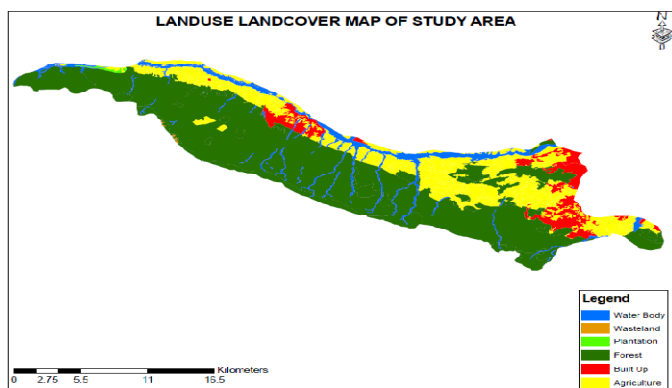 LANDUSE LANDCOVER MAP OF STUDY AREA
N
Legend
Water Body
Wasteland
Plantation
Forest
Built Up
Agriculture
Kilometers
0 2.75 5.5 11 16.5